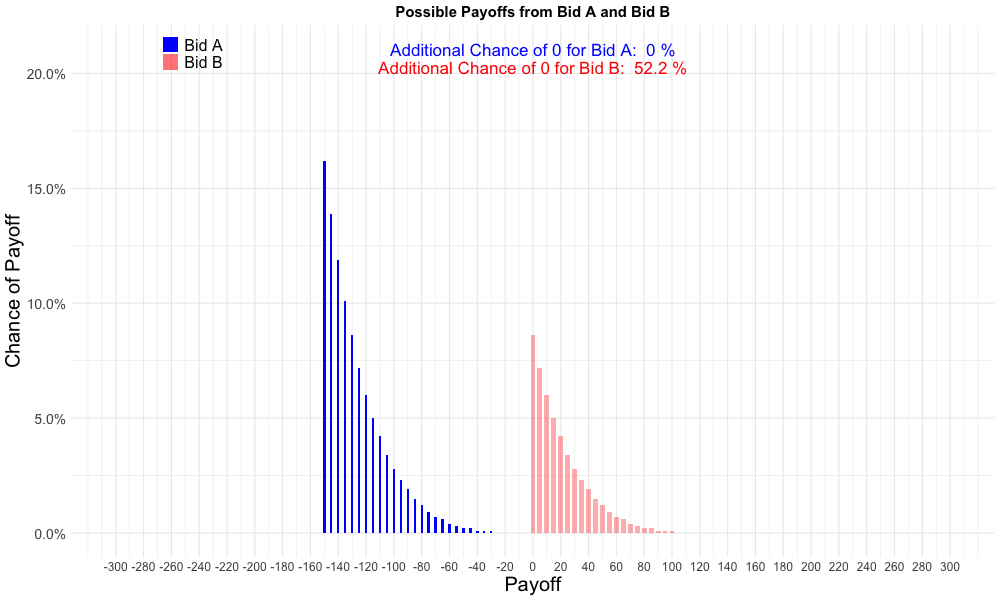 Possible Payoffs from Bid A and Bid B
Bid A
Bid B
Additional Chance of 0 for Bid A:  0 %
Additional Chance of 0 for Bid B:  52.2 %
Chance of Payoff
20.0%
15.0%
10.0%
5.0%
0.0%
-300 -280 -260 -240 -220 -200 -180 -160 -140 -120 -100 -80 -60 -40 -20 0 20 40 60 80 100 120 140 160 180 200 220 240 260 280 300
Payoff